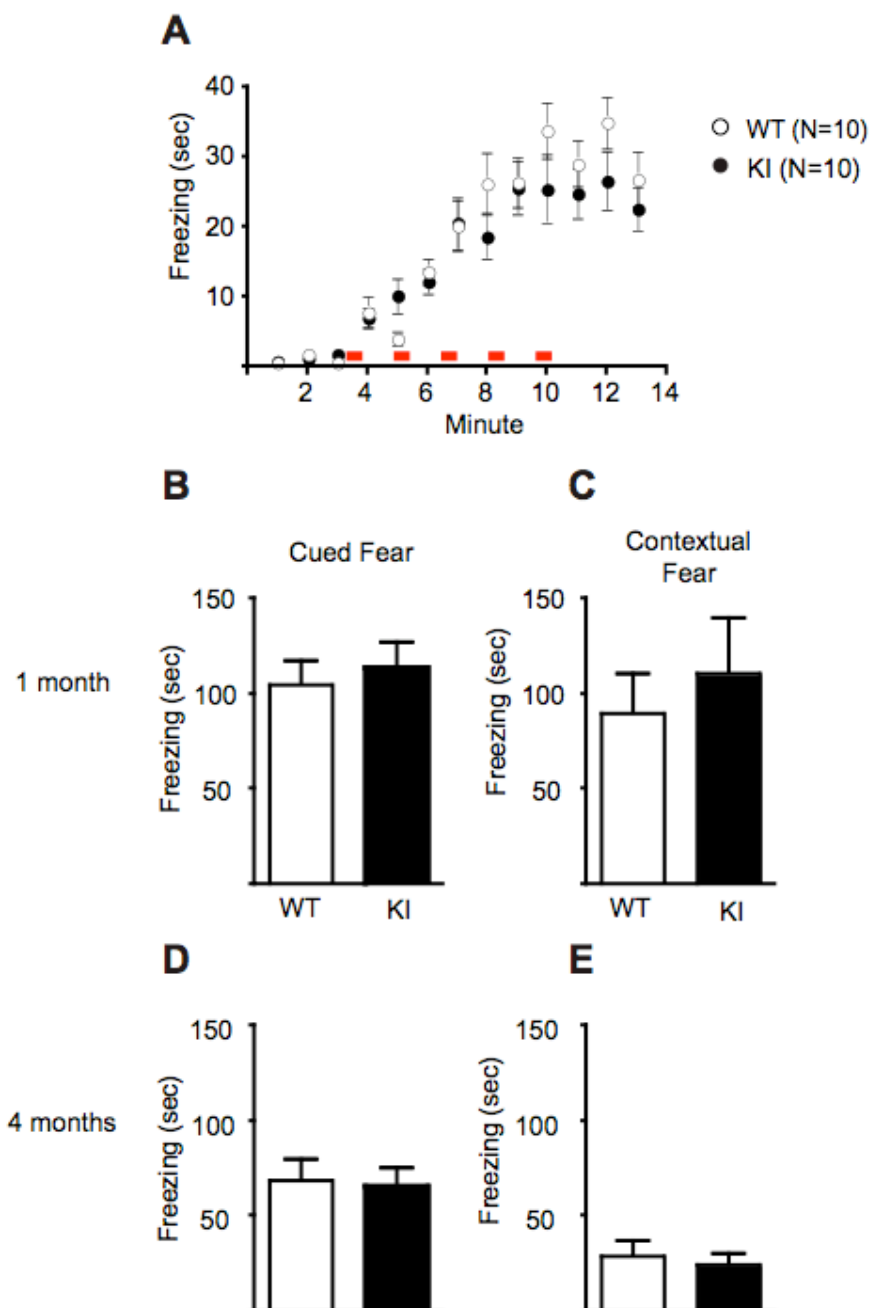 A
Freezing (sec)
40
30
20
10
2 4 6 8 10 12 14
Minute
WT (N=10)
KI (N=10)
B
Cued Fear
1 month
Freezing (sec)
150
100
50
WT KI
C
Contextual
Fear
Freezing (sec)
150
100
50
WT KI
D
4 months
Freezing (sec)
150
100
50
E
Freezing (sec)
150
100
50